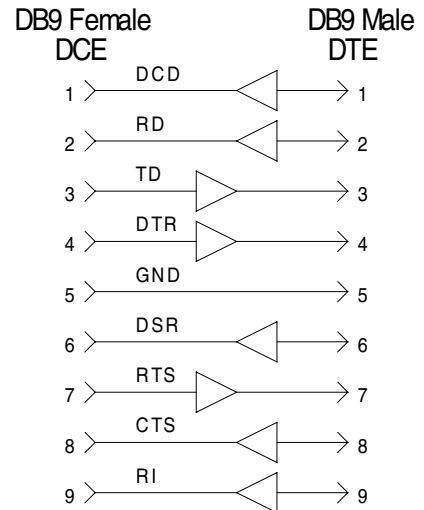 DB9 Female DB9 Male
DCE DTE
1 DCD 1
2 RD 2
3 TD 3
4 DTR 4
5 GND 5
6 DSR 6
7 RTS 7
8 CTS 8
9 RI 9